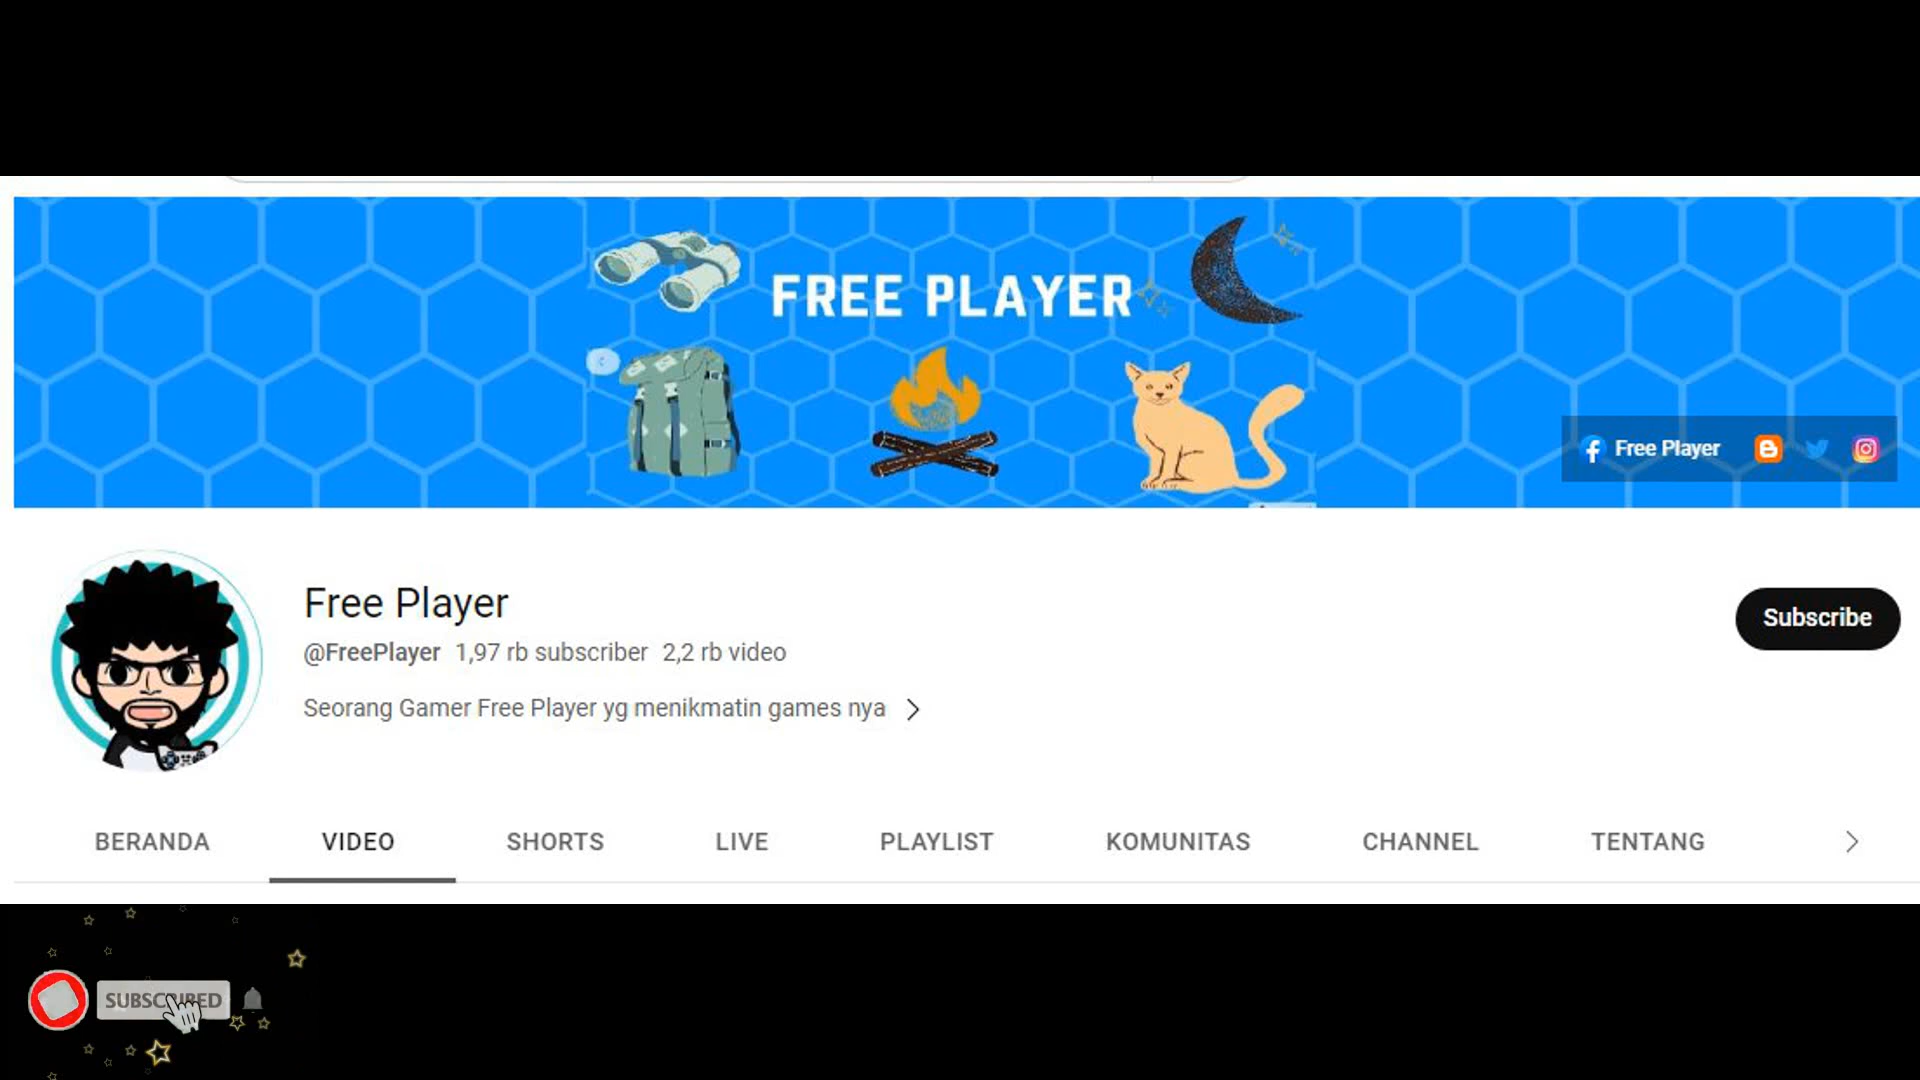 FREE PLAYER
Free Player
Free Player
@FreePlayer 1,97 rb subscriber 2,2 rb video
Subscribe
Seorang Gamer Free Player yg menikmatin games nya
BERANDA VIDEO SHORTS LIVE PLAYLIST KOMUNITAS CHANNEL TENTANG
SUBSCRIBED